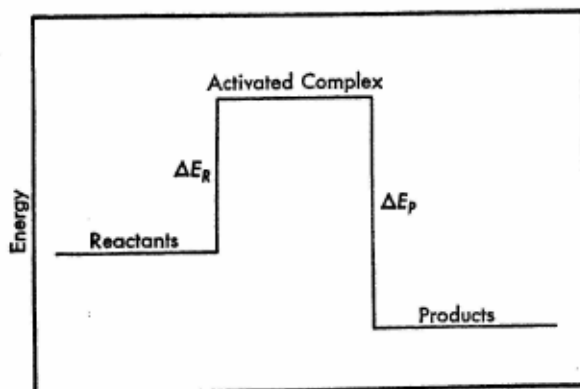 Activated Complex
ΔE_R
ΔE_P
Energy
Reactants
Products